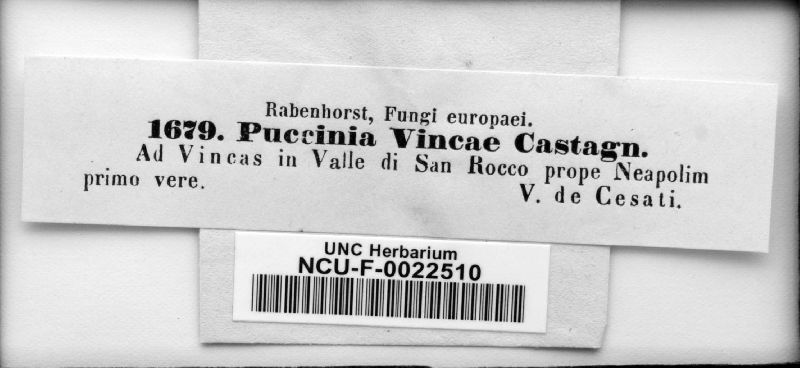 Rabenhorst, Fungi europaei.
1679. Puccinia Vincae Castagn.
Ad Vincas in Valle di San Rocco prope Neapolim
primo vere. V. de Cesati.
UNC Herbarium
NCU-F-0022510